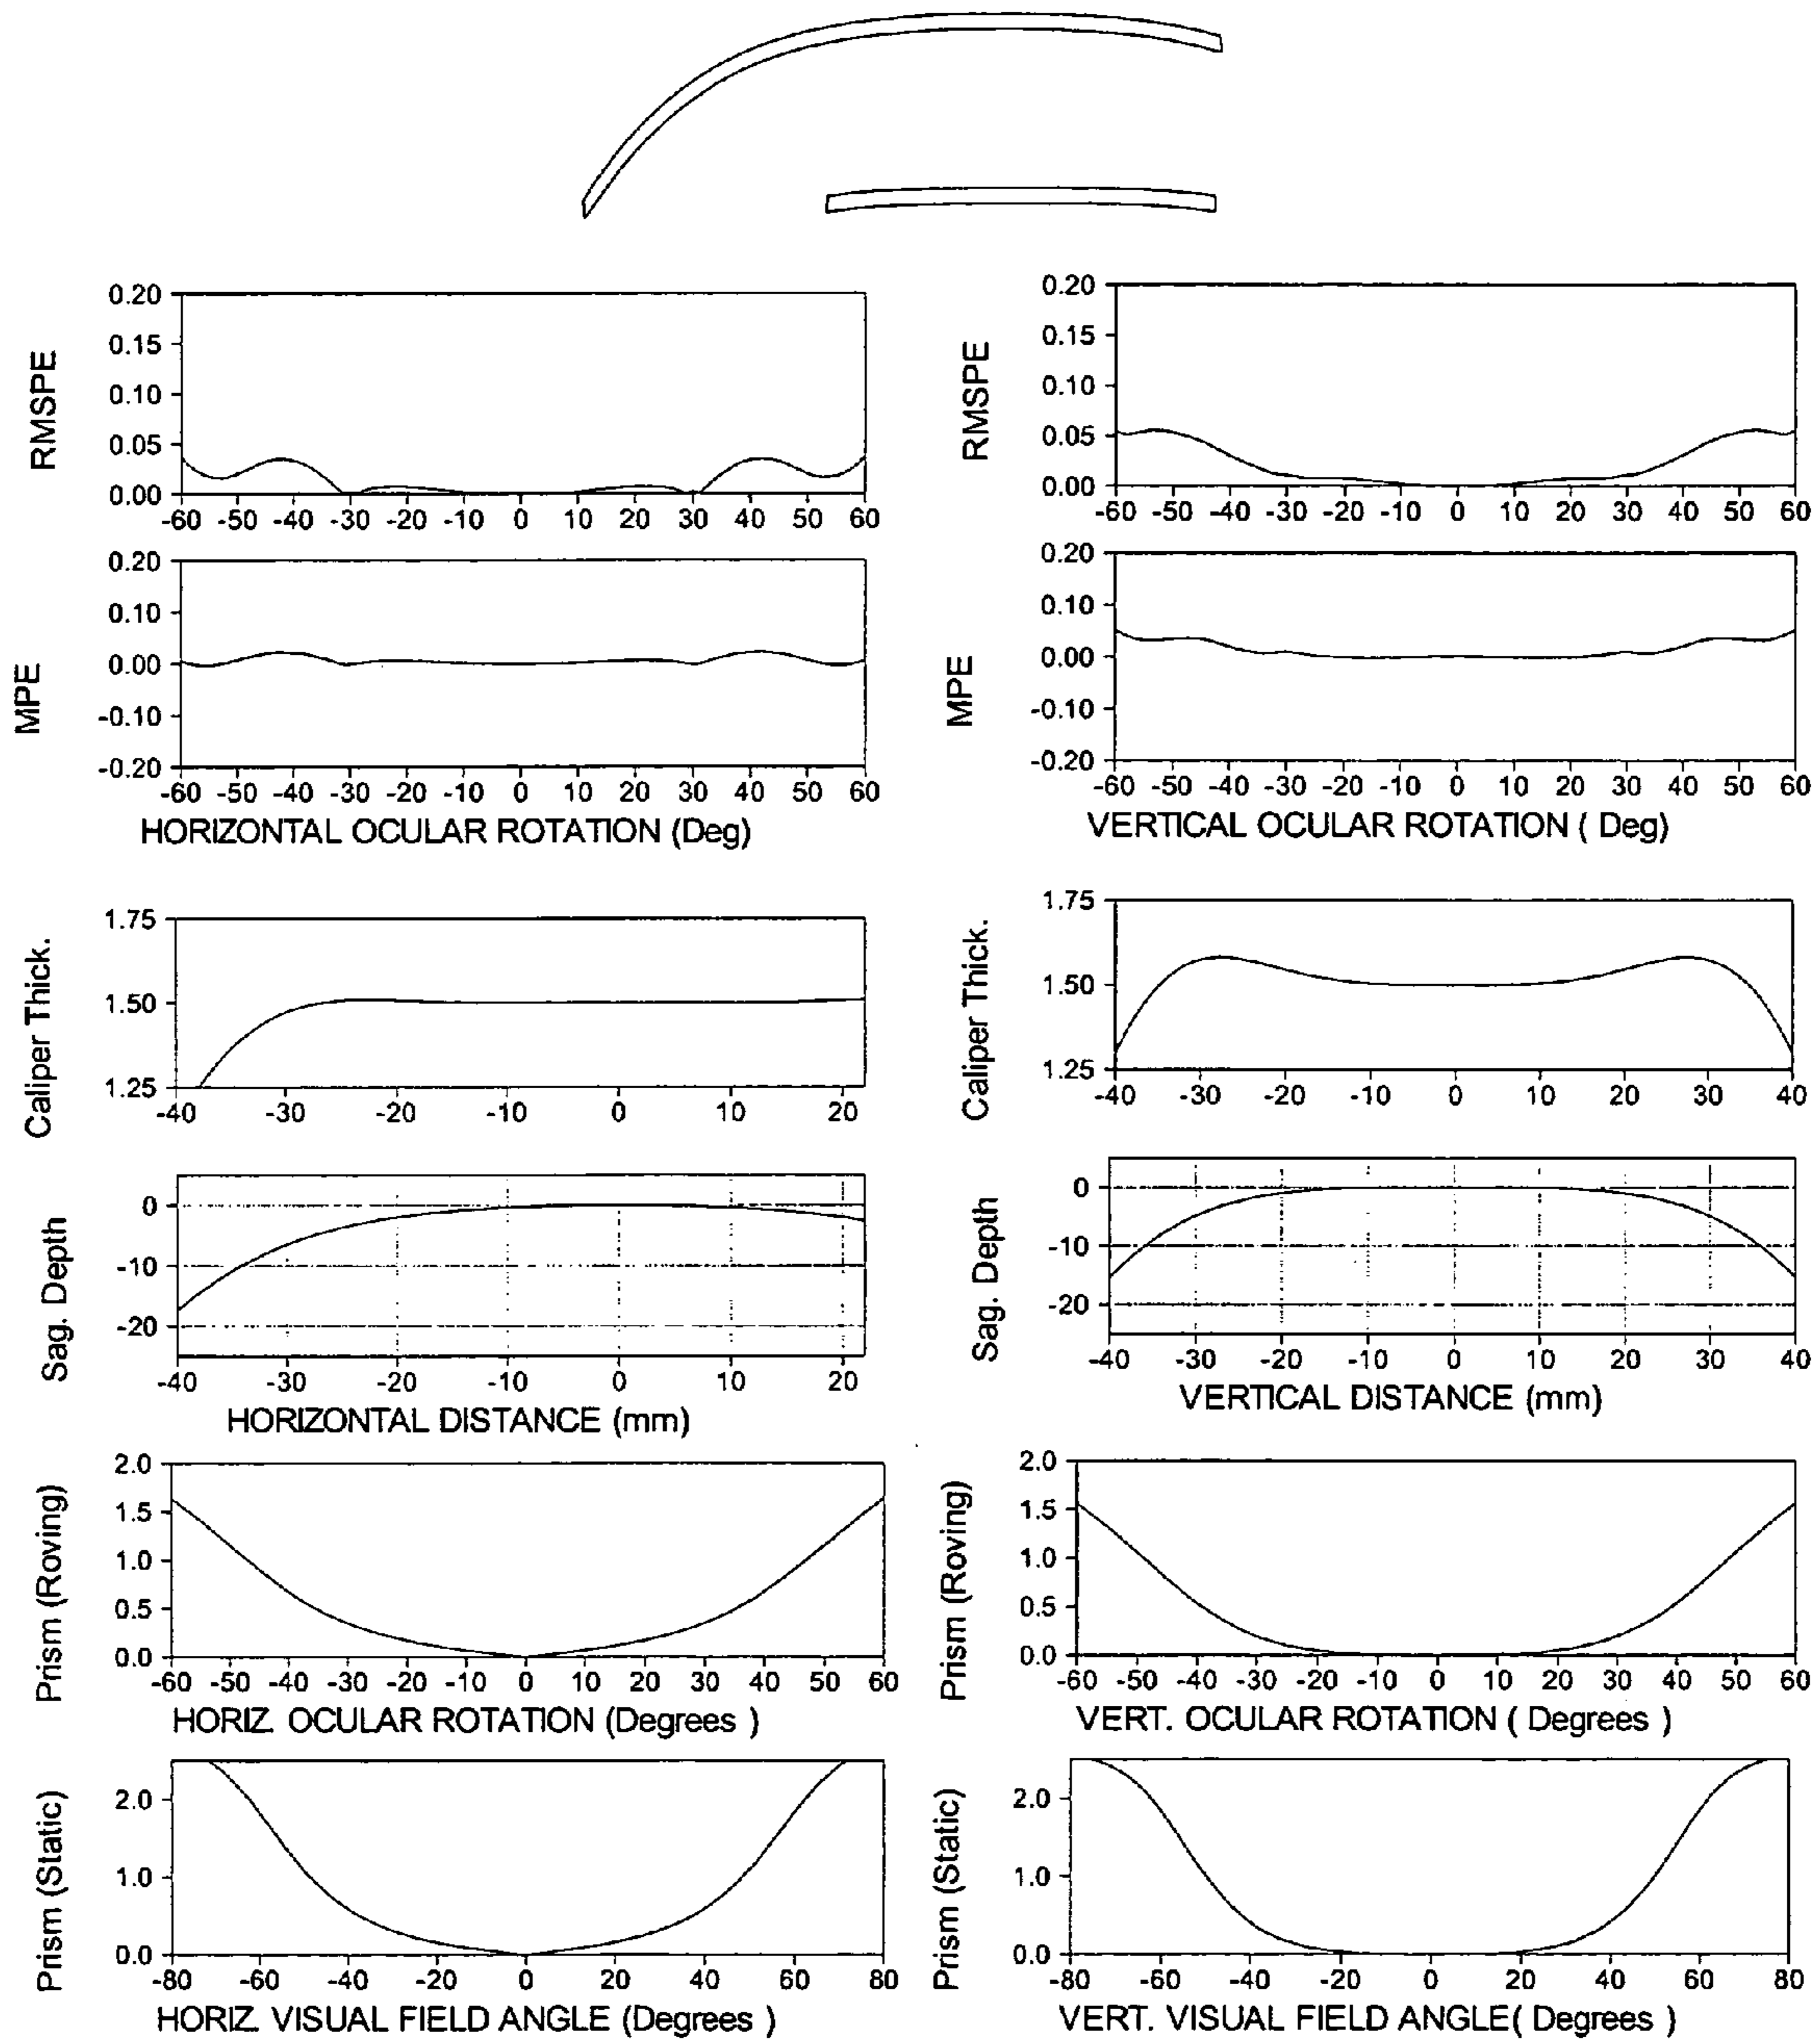 0.20
0.15
0.10
0.05
0.00
RMSPE
-60 -50 -40 -30 -20 -10 0 10 20 30 40 50 60
0.20
0.15
0.10
0.05
0.00
RMSPE
-60 -50 -40 -30 -20 -10 0 10 20 30 40 50 60
0.20
0.10
0.00
-0.10
-0.20
MPE
-60 -50 -40 -30 -20 -10 0 10 20 30 40 50 60
HORIZONTAL OCULAR ROTATION (Deg)
0.20
0.10
0.00
-0.10
-0.20
MPE
-60 -50 -40 -30 -20 -10 0 10 20 30 40 50 60
VERTICAL OCULAR ROTATION ( Deg)
1.75
1.50
1.25
Caliper Thick.
-40 -30 -20 -10 0 10 20
1.75
1.50
1.25
Caliper Thick.
-40 -30 -20 -10 0 10 20 30 40
0
-10
-20
Sag. Depth
-40 -30 -20 -10 0 10 20
HORIZONTAL DISTANCE (mm)
0
-10
-20
Sag. Depth
-40 -30 -20 -10 0 10 20 30 40
VERTICAL DISTANCE (mm)
2.0
1.5
1.0
0.5
0.0
Prism (Roving)
-60 -50 -40 -30 -20 -10 0 10 20 30 40 50 60
HORIZ. OCULAR ROTATION (Degrees )
2.0
1.5
1.0
0.5
0.0
Prism (Roving)
-60 -50 -40 -30 -20 -10 0 10 20 30 40 50 60
VERT. OCULAR ROTATION ( Degrees )
2.0
1.0
0.0
Prism (Static)
-80 -60 -40 -20 0 20 40 60 80
HORIZ. VISUAL FIELD ANGLE (Degrees )
2.0
1.0
0.0
Prism (Static)
-80 -60 -40 -20 0 20 40 60 80
VERT. VISUAL FIELD ANGLE( Degrees )